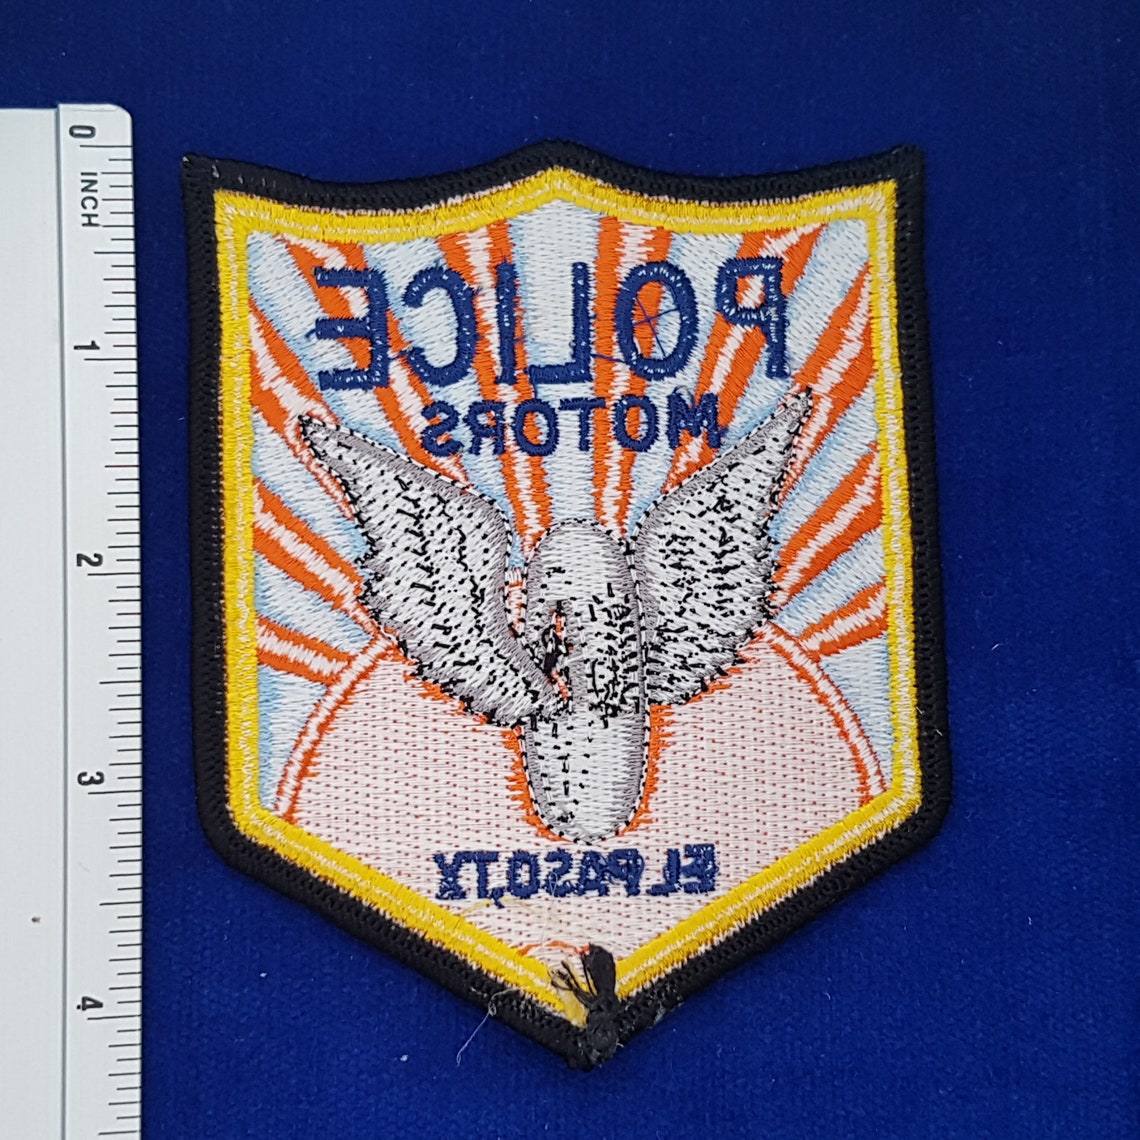 POLICE
MOTORS
EL PASO, TX
0
INCH
1
2
3
4